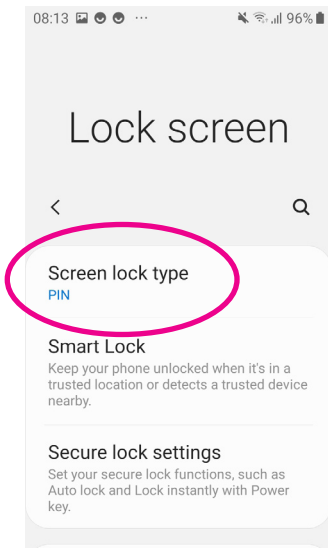 08:13 ... 96%
Lock screen
Screen lock type
PIN
Smart Lock
Keep your phone unlocked when it's in a
trusted location or detects a trusted device
nearby.
Secure lock settings
Set your secure lock functions, such as
Auto lock and Lock instantly with Power
key.